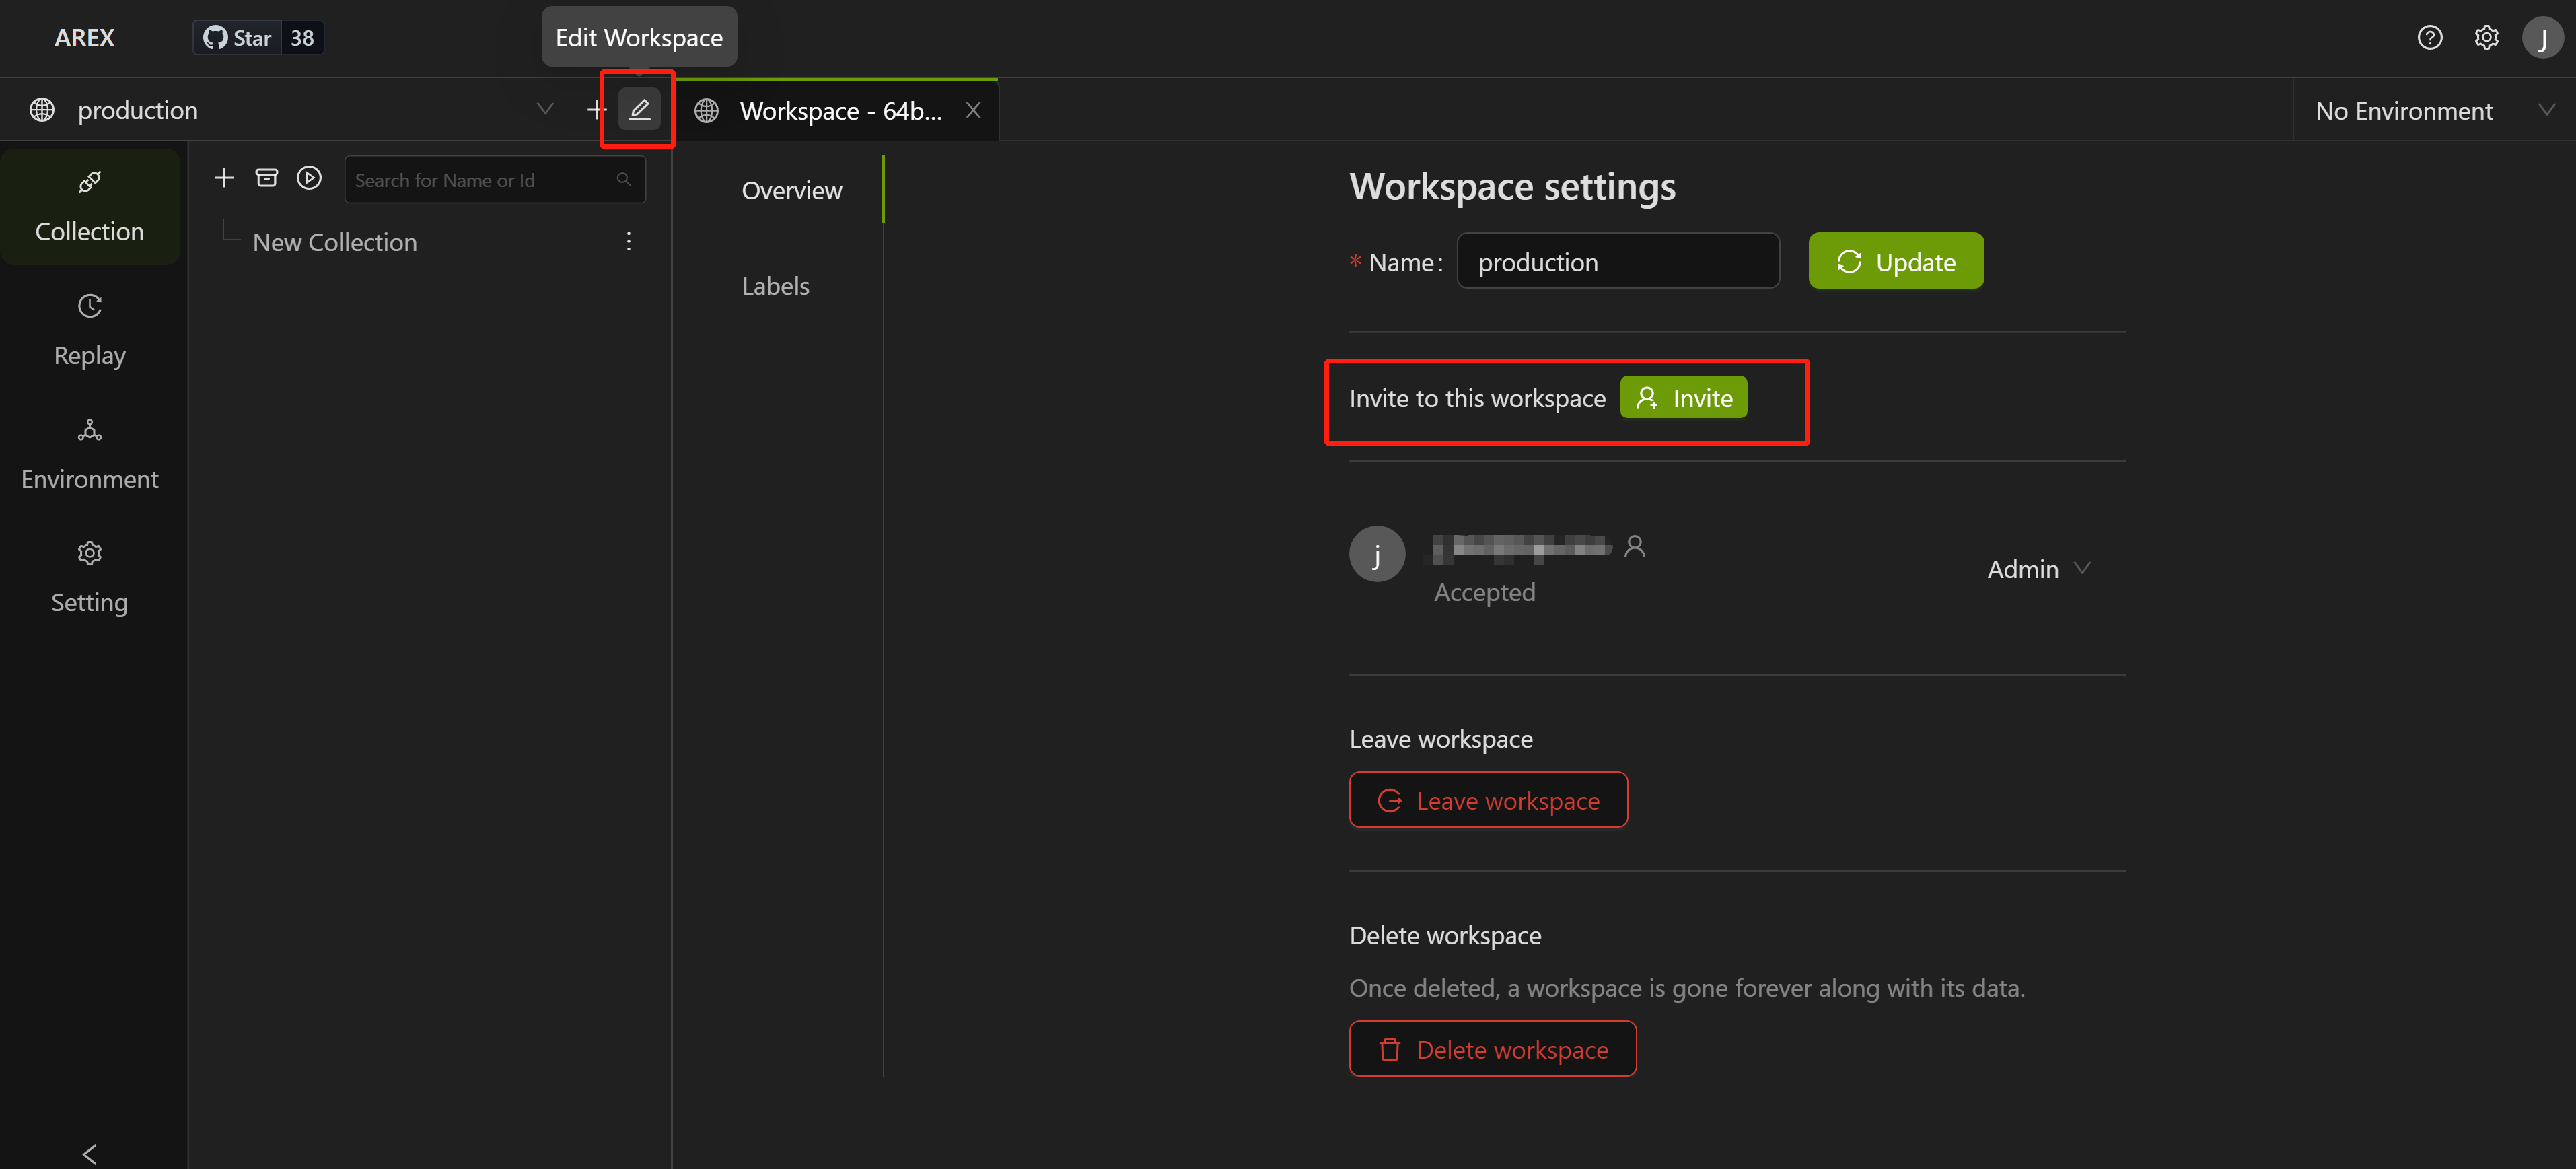 AREX
Star 38
Edit Workspace
J
production
Workspace - 64b...
No Environment
Collection
Replay
Environment
Setting
Search for Name or Id
New Collection
Overview
Labels
Workspace settings
* Name: production Update
Invite to this workspace Invite
j
Accepted
Admin
Leave workspace
Leave workspace
Delete workspace
Once deleted, a workspace is gone forever along with its data.
Delete workspace